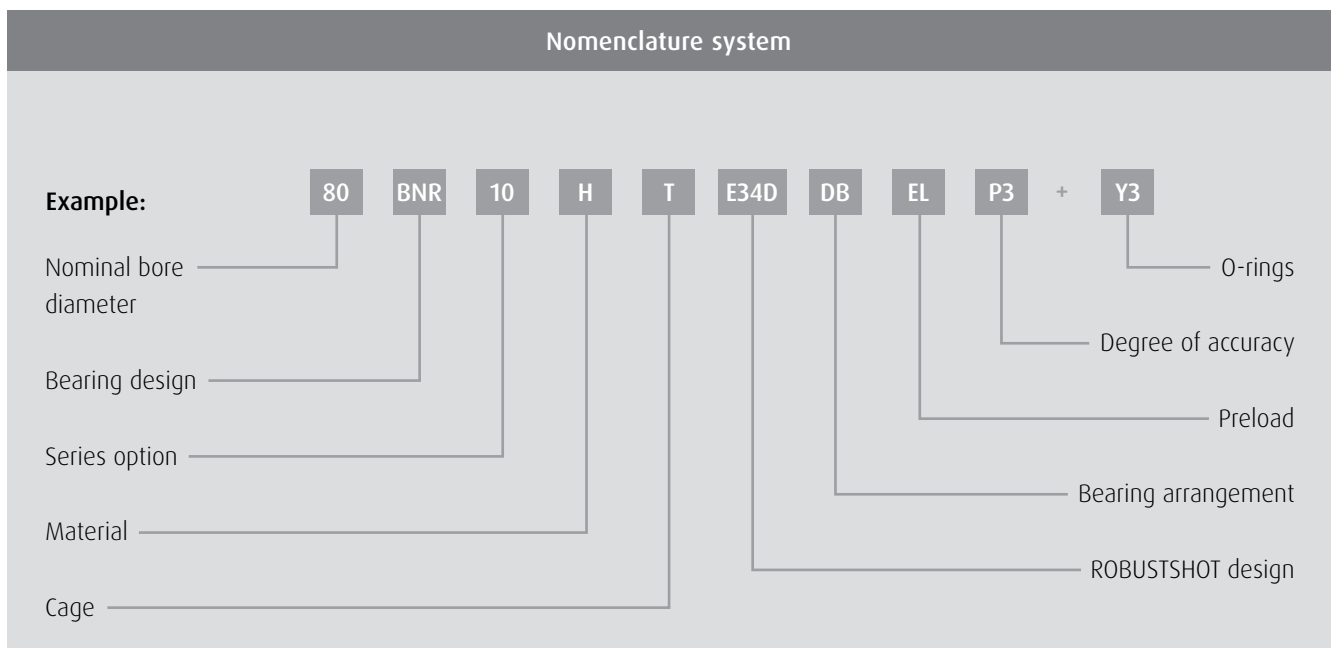 Nomenclature system
Example:
80 BNR 10 H T E34D DB EL P3 + Y3
Nominal bore
diameter
Bearing design
Series option
Material
Cage
O-rings
Degree of accuracy
Preload
Bearing arrangement
ROBUSTSHOT design